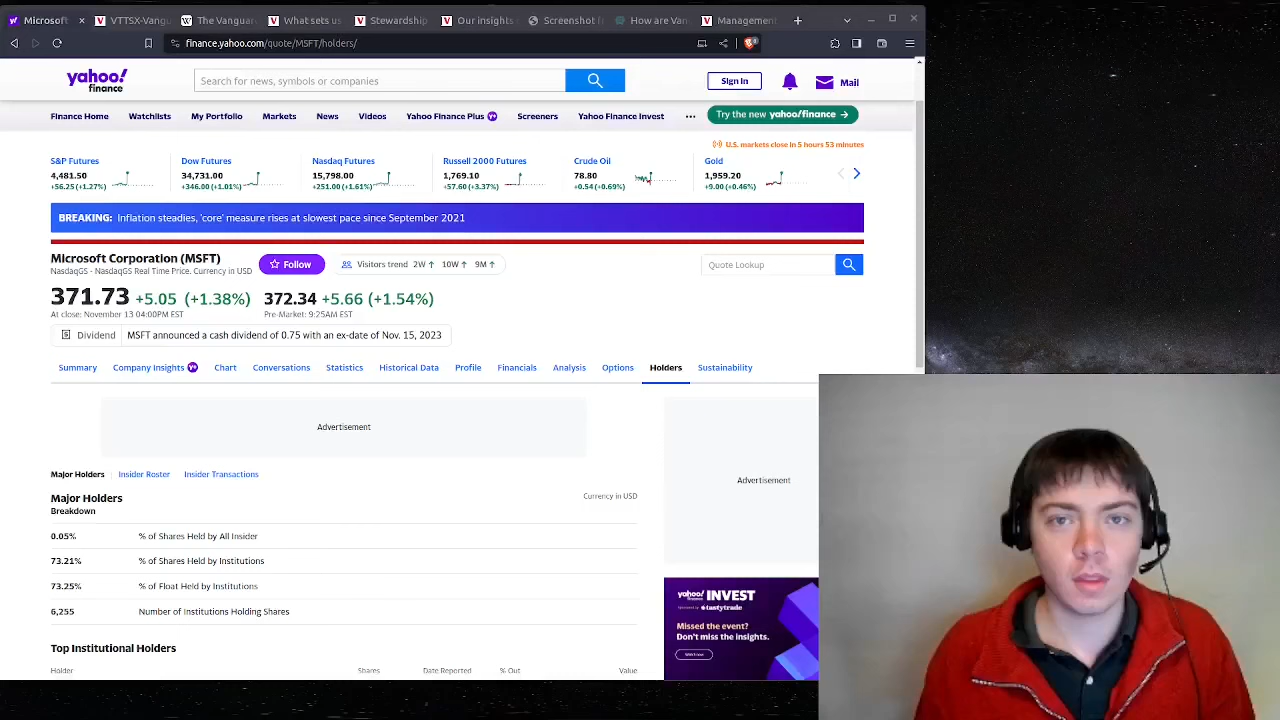 Microsoft
VTTSX-Vangu
The Vanguar
Vhatbets us
Stewardship
Our insights
Screenshot f
How are Van
Management
finance.yahoo.com/quote/MSFT/holders/
yahoo!
finance
Search for news, symbols or companies
Sign In
Mail
Finance Home Watchlists My Portfolio Markets News Videos Yahoo Finance Plus Screeners Yahoo Finance Invest ... Try the new yahoo!finance
U.S. markets close in 5 hours 53 minutes
S&P Futures Dow Futures Nasdaq Futures Russell 2000 Futures Crude Oil Gold
4,481.50 34,731.00 15,798.00 1,769.10 78.80 1,959.20
+56.25 (+1.27%) +346.00 (+1.01%) +251.00 (+1.61%) +57.60 (+3.37%) +0.54 (+0.69%) +9.00 (+0.46%)
BREAKING: Inflation steadies, 'core' measure rises at slowest pace since September 2021
Microsoft Corporation (MSFT)
NasdaqGS - NasdaqGS Real Time Price. Currency in USD
Follow
Visitors trend 2W↑ 10W↑ 9M↑
Quote Lookup
371.73 +5.05 (+1.38%) 372.34 +5.66 (+1.54%)
At close: November 13 04:00PM EST Pre-Market: 9:25AM EST
Dividend MSFT announced a cash dividend of 0.75 with an ex-date of Nov. 15, 2023
Summary Company Insights Chart Conversations Statistics Historical Data Profile Financials Analysis Options Holders Sustainability
Advertisement
Advertisement
Major Holders Insider Roster Insider Transactions
Major Holders
Currency in USD
Breakdown
0.05% % of Shares Held by All Insider
73.21% % of Shares Held by Institutions
73.25% % of Float Held by Institutions
6,255 Number of Institutions Holding Shares
Top Institutional Holders
Holder Shares Date Reported % Out Value
yahoo! finance INVEST
tastytrade
Missed the event?
Don't miss the insights.